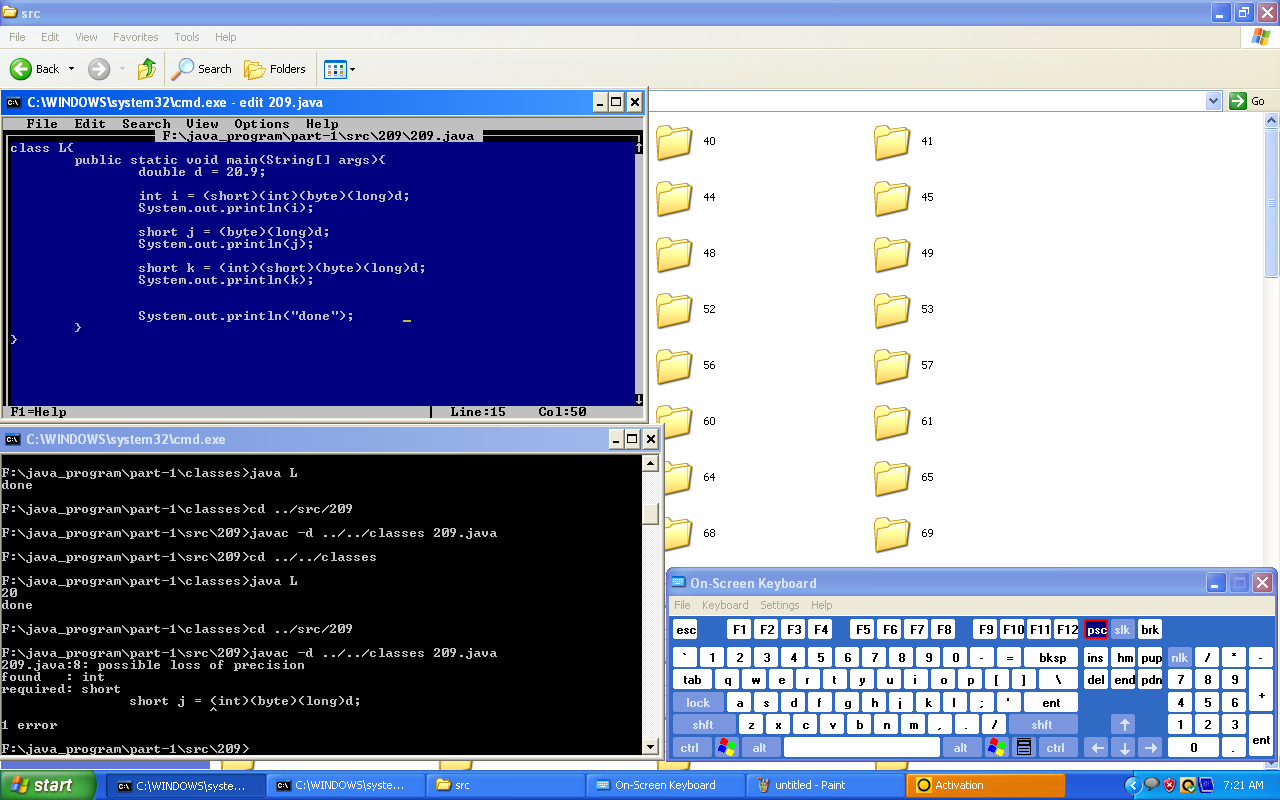 src
File Edit View Favorites Tools Help
Back Search Folders
Go
C:\WINDOWS\system32\cmd.exe - edit 209.java
File Edit Search View Options Help
F:\java_program\part-1\src\209\209.java
class L{
public static void main(String[] args){
double d = 20.9;
int i = (short)(int)(byte)(long)d;
System.out.println(i);
short j = (byte)(long)d;
System.out.println(j);
short k = (int)(short)(byte)(long)d;
System.out.println(k);
System.out.println("done");
}
}
F1=Help Line:15 Col:50
40 41
44 45
48 49
52 53
56 57
60 61
64 65
68 69
C:\WINDOWS\system32\cmd.exe
F:\java_program\part-1\classes>java L
done
F:\java_program\part-1\classes>cd ../src/209
F:\java_program\part-1\src\209>javac -d ../../classes 209.java
F:\java_program\part-1\src\209>cd ../../classes
F:\java_program\part-1\classes>java L
20
done
F:\java_program\part-1\classes>cd ../src/209
F:\java_program\part-1\src\209>javac -d ../../classes 209.java
209.java:8: possible loss of precision
found : int
required: short
short j = (int)(byte)(long)d;
^
1 error
F:\java_program\part-1\src\209>
On-Screen Keyboard
File Keyboard Settings Help
esc F1 F2 F3 F4 F5 F6 F7 F8 F9 F10 F11 F12 psc slk brk
` 1 2 3 4 5 6 7 8 9 0 - = bksp ins hm pup nlk / * -
tab q w e r t y u i o p [ ] \ del end pdn 7 8 9 +
lock a s d f g h j k l ; ' ent 4 5 6
shft z x c v b n m , . / shft ↑ 1 2 3 ent
ctrl alt alt ctrl ← ↓ → 0 .
start C:\WINDOWS\syste... C:\WINDOWS\syste... src On-Screen Keyboard untitled - Paint Activation 7:21 AM